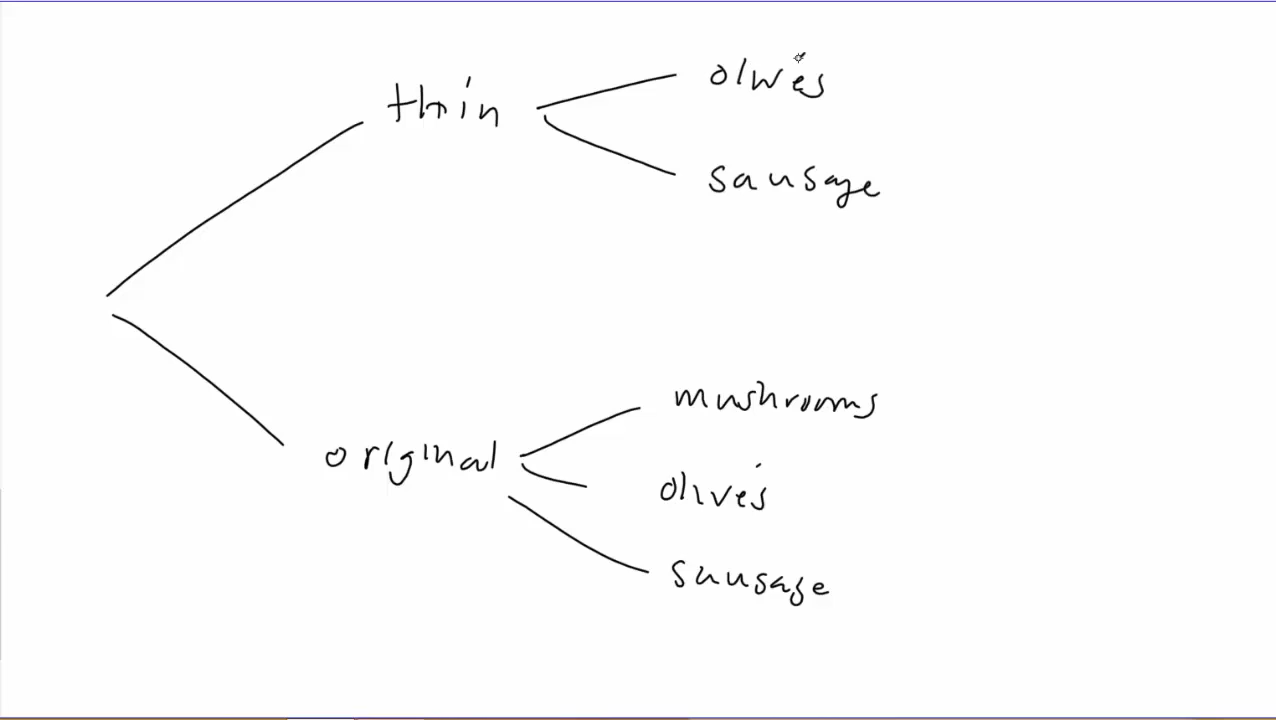 thin
olives
sausage
original
mushrooms
olives
sausage